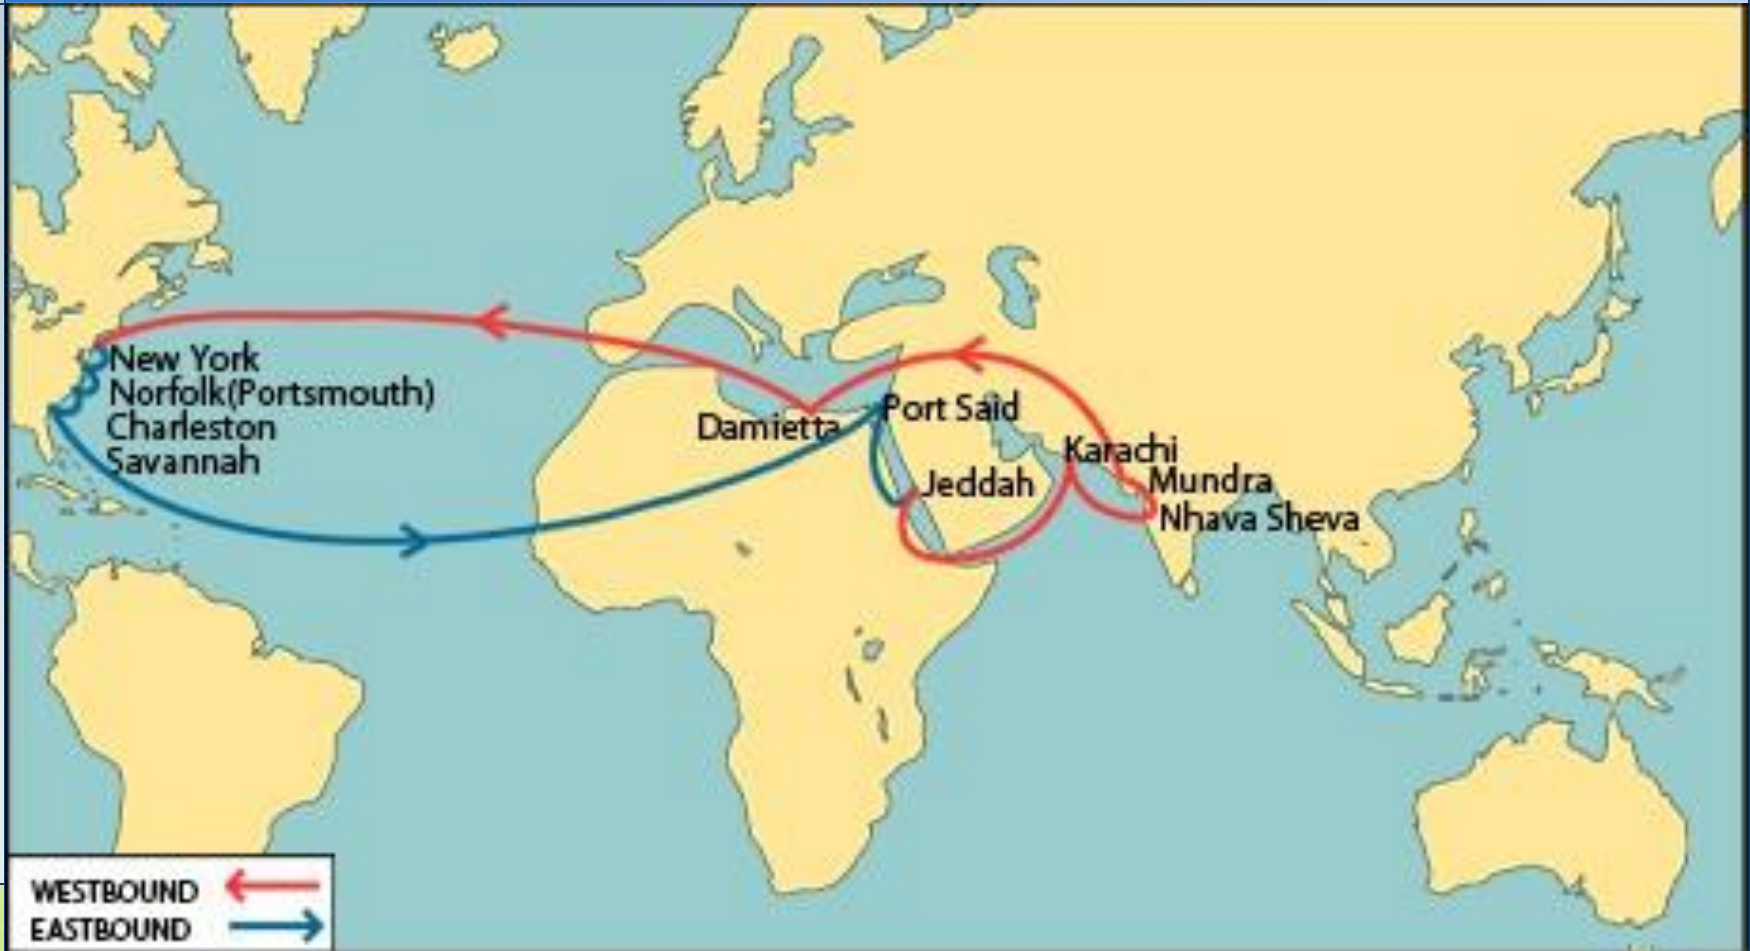 New York
Norfolk(Portsmouth)
Charleston
Savannah
Damietta
Port Said
Jeddah
Karachi
Mundra
Nhava Sheva
WESTBOUND
EASTBOUND